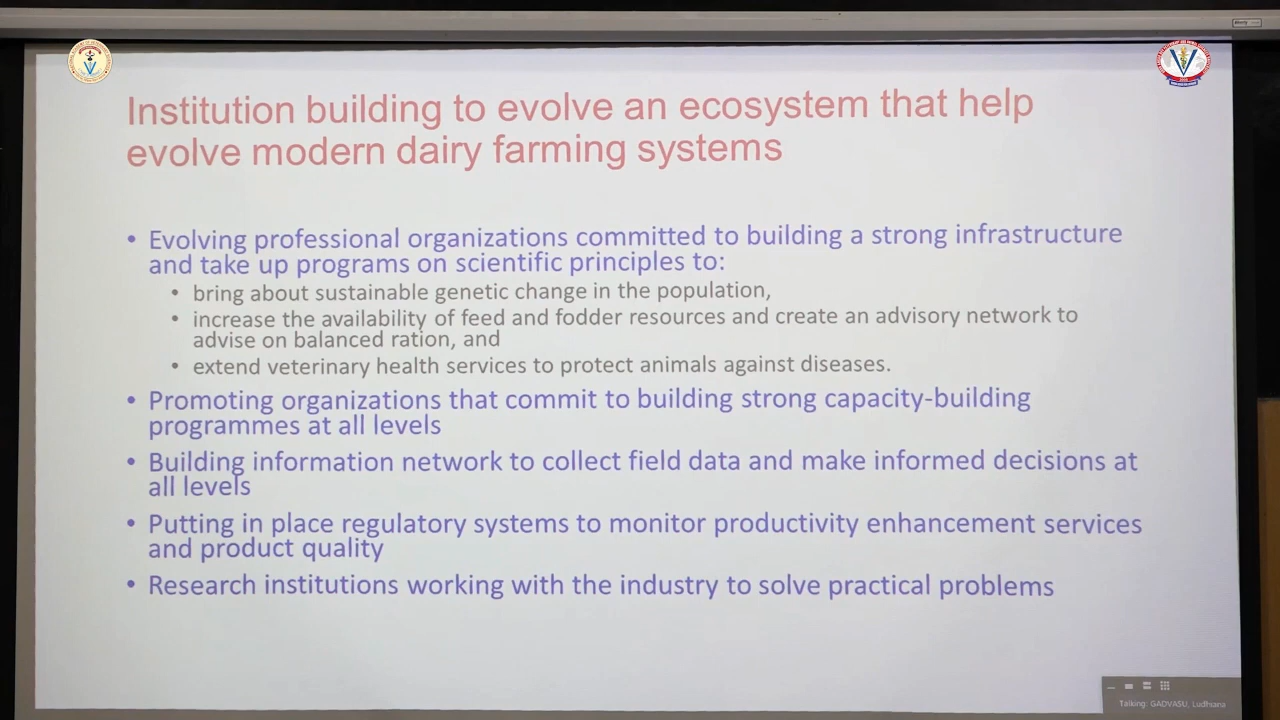 Institution building to evolve an ecosystem that help
evolve modern dairy farming systems
• Evolving professional organizations committed to building a strong infrastructure
and take up programs on scientific principles to:
• bring about sustainable genetic change in the population,
• increase the availability of feed and fodder resources and create an advisory network to
advise on balanced ration, and
• extend veterinary health services to protect animals against diseases.
• Promoting organizations that commit to building strong capacity-building
programmes at all levels
• Building information network to collect field data and make informed decisions at
all levels
• Putting in place regulatory systems to monitor productivity enhancement services
and product quality
• Research institutions working with the industry to solve practical problems
Talking: GADVASU, Ludhiana